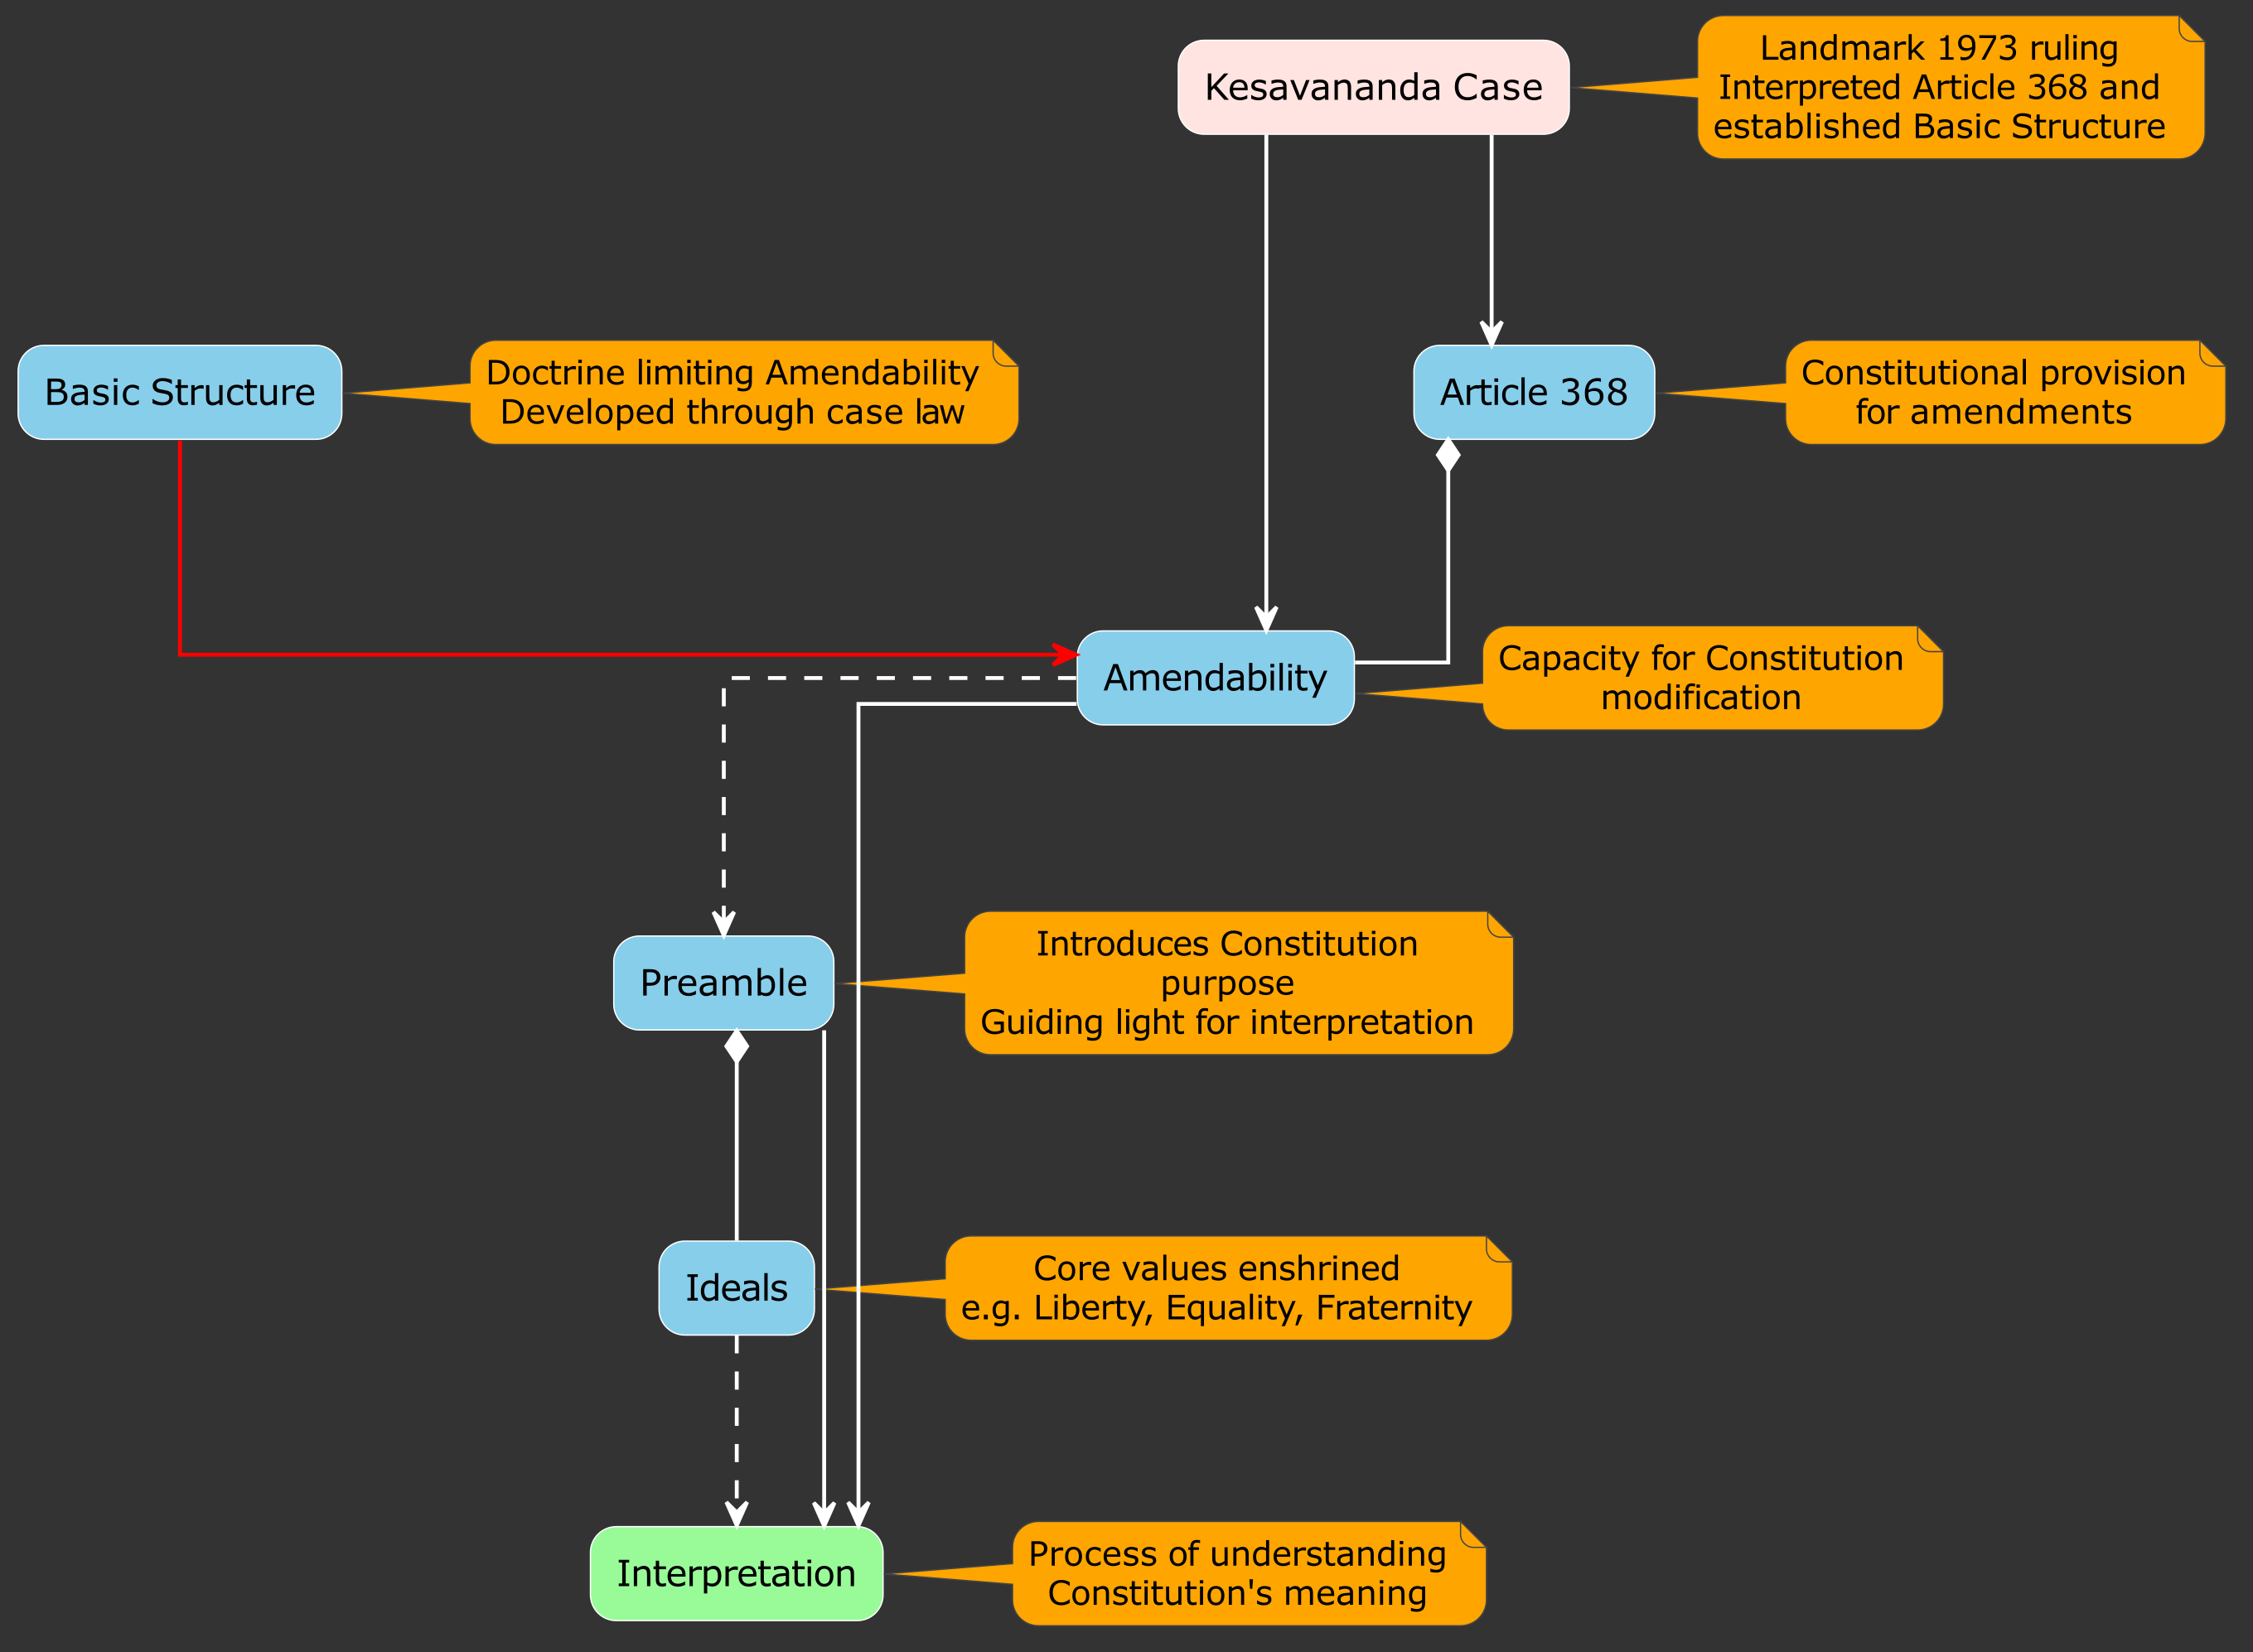 Kesavananda Case
Landmark 1973 ruling
Interpreted Article 368 and
established Basic Structure
Basic Structure
Doctrine limiting Amendability
Developed through case law
Article 368
Constitutional provision
for amendments
Amendability
Capacity for Constitution
modification
Preamble
Introduces Constitution
purpose
Guiding light for interpretation
Ideals
Core values enshrined
e.g. Liberty, Equality, Fraternity
Interpretation
Process of understanding
Constitution's meaning